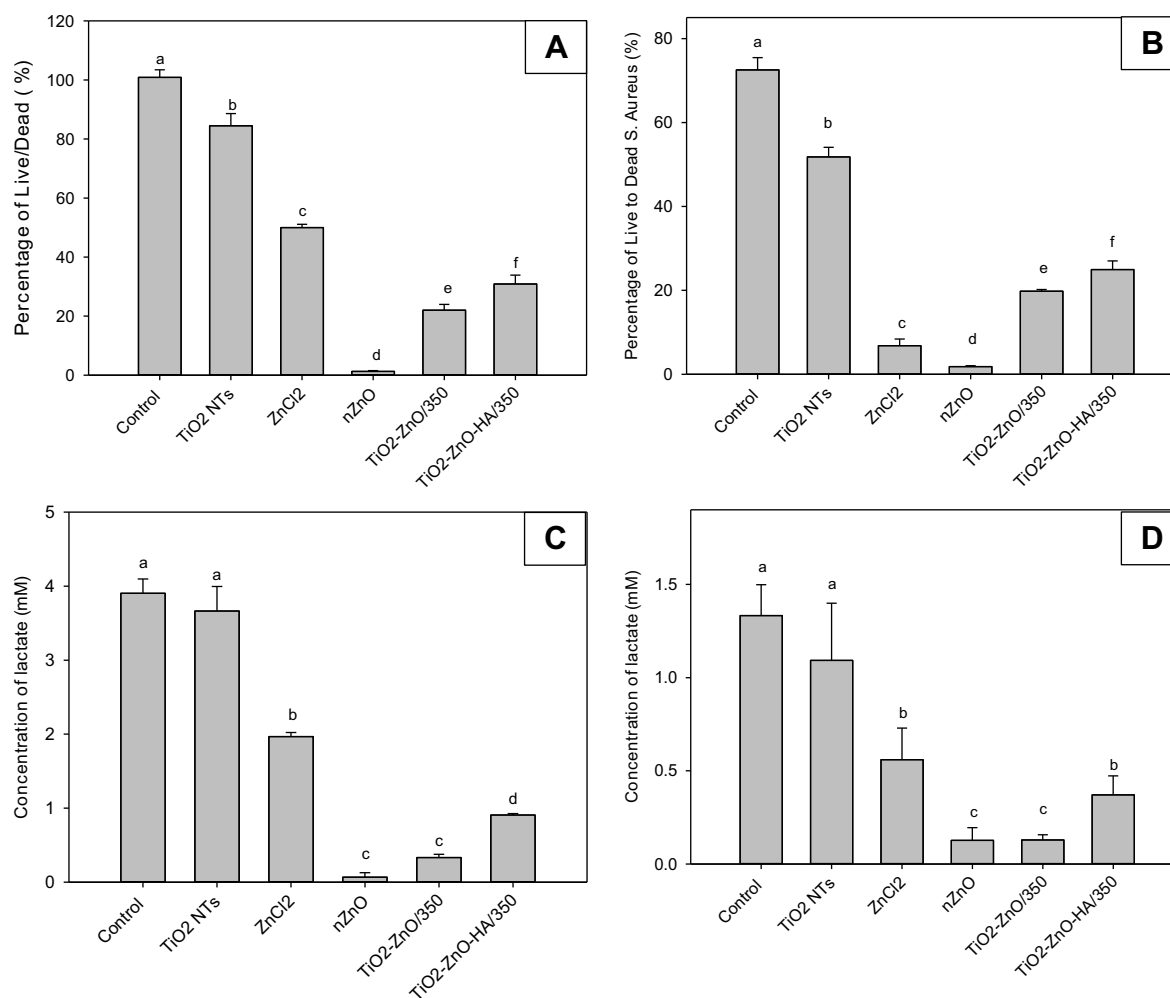 A
Percentage of Live/Dead ( %)
120
100
80
60
40
20
0
a
b
c
d
e
f
Control
TiO2 NTs
ZnCl2
nZnO
TiO2-ZnO/350
TiO2-ZnO-HA/350
B
Percentage of Live to Dead S. Aureus (%)
80
60
40
20
0
a
b
c
d
e
f
Control
TiO2 NTs
ZnCl2
nZnO
TiO2-ZnO/350
TiO2-ZnO-HA/350
C
Concentration of lactate (mM)
5
4
3
2
1
0
a
a
b
c
c
d
Control
TiO2 NTs
ZnCl2
nZnO
TiO2-ZnO/350
TiO2-ZnO-HA/350
D
Concentration of lactate (mM)
1.5
1.0
0.5
0.0
a
a
b
c
c
b
Control
TiO2 NTs
ZnCl2
nZnO
TiO2-ZnO/350
TiO2-ZnO-HA/350